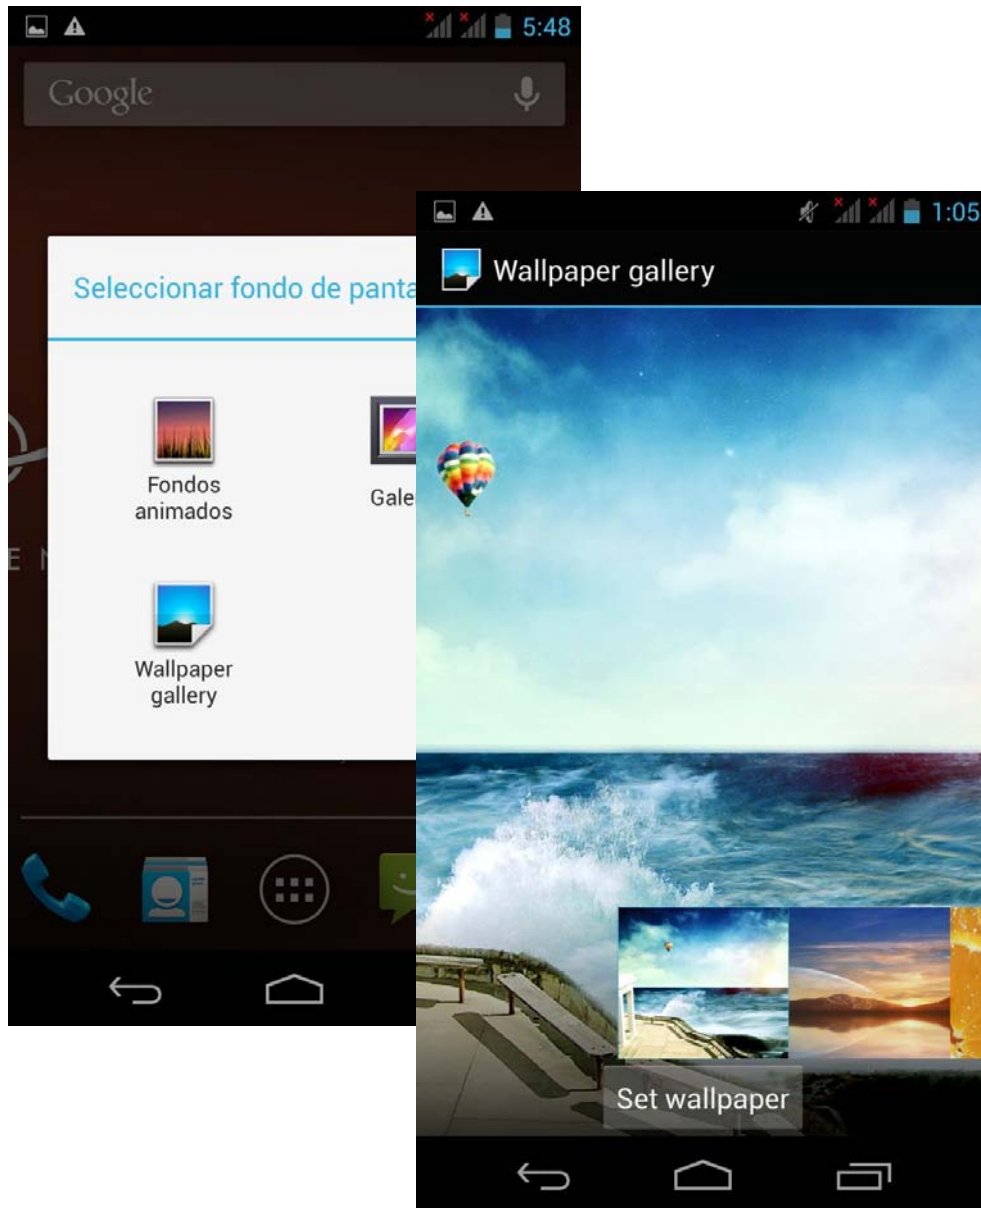 5:48
Google
Seleccionar fondo de panta
Fondos
animados
Gale
Wallpaper
gallery
E N
1:05
Wallpaper gallery
Set wallpaper